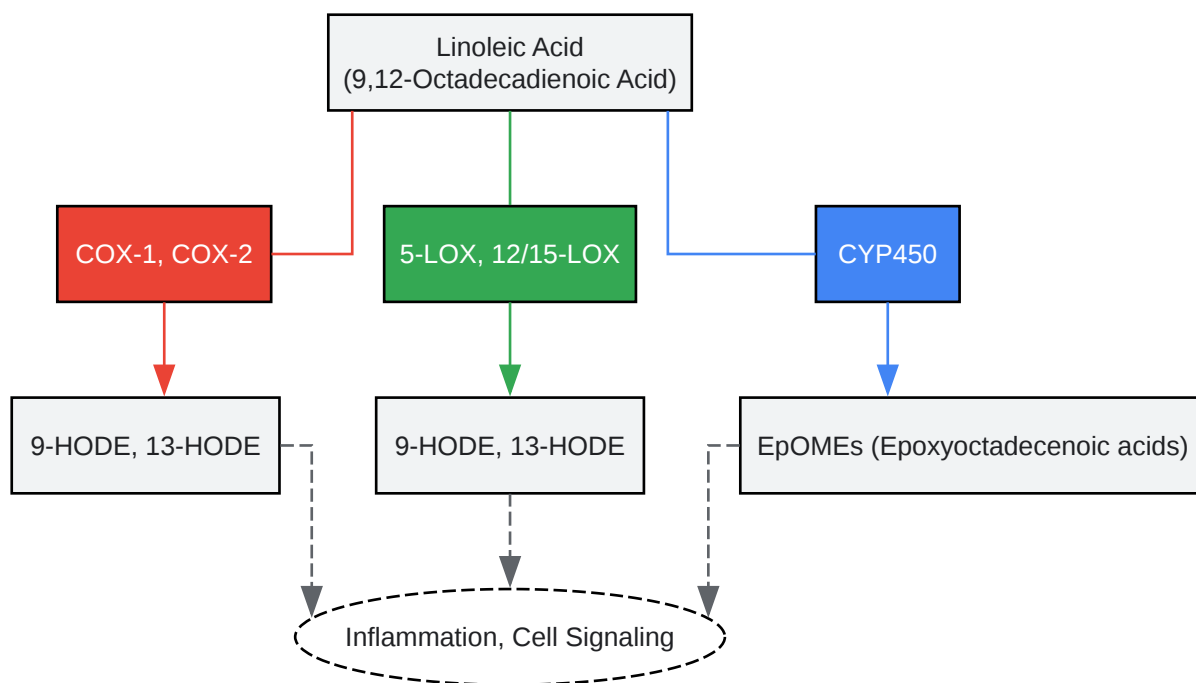 Linoleic Acid
(9,12-Octadecadienoic Acid)
COX-1, COX-2
5-LOX, 12/15-LOX
CYP450
9-HODE, 13-HODE
9-HODE, 13-HODE
EpOMEs (Epoxyoctadecenoic acids)
Inflammation, Cell Signaling